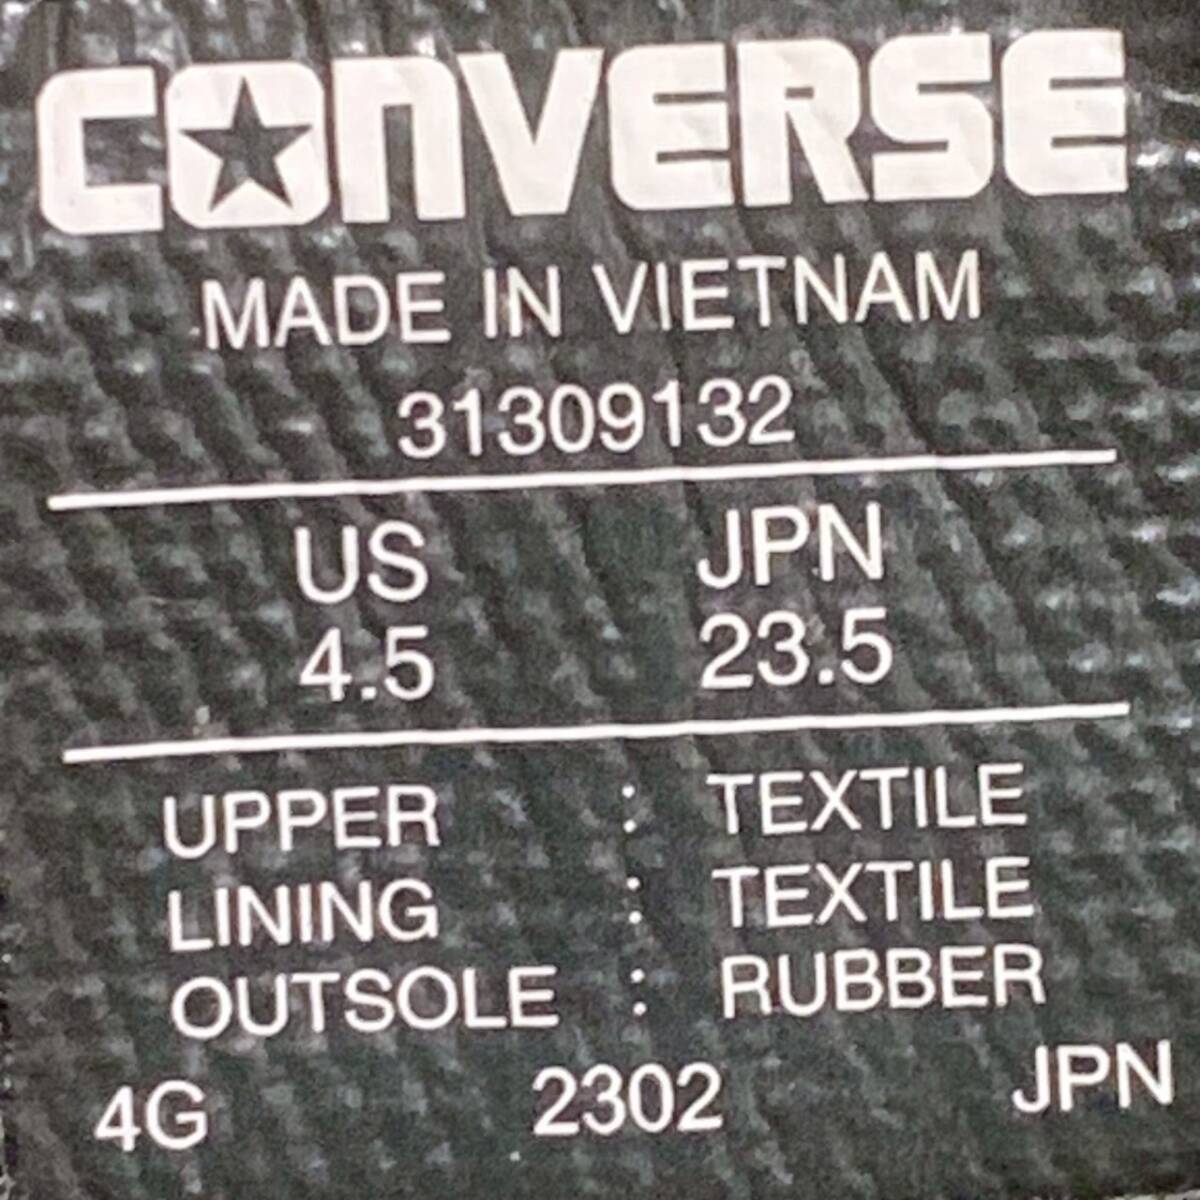 CONVERSE
MADE IN VIETNAM
31309132
US JPN
4.5 23.5
UPPER : TEXTILE
LINING : TEXTILE
OUTSOLE : RUBBER
4G 2302 JPN